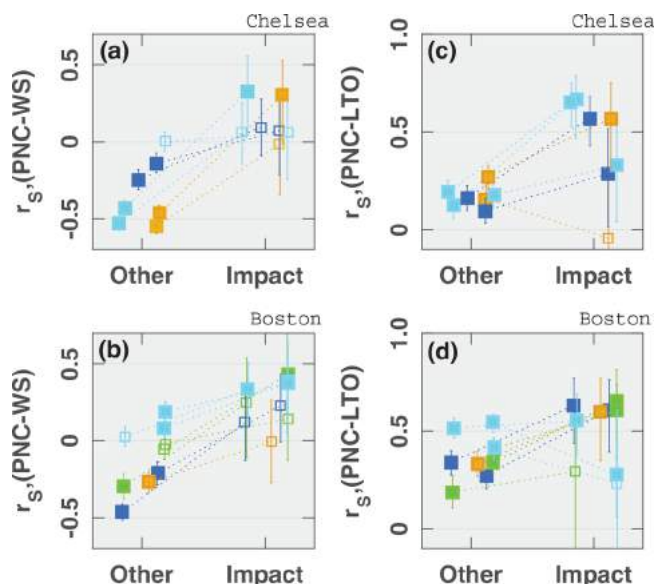 Chelsea
(a)
r_S,(PNC-WS)
0.5
0
-0.5
Other Impact
Chelsea
(c)
r_S,(PNC-LTO)
1.0
0.5
0
Other Impact
Boston
(b)
r_S,(PNC-WS)
0.5
0
-0.5
Other Impact
Boston
(d)
r_S,(PNC-LTO)
1.0
0.5
0
Other Impact